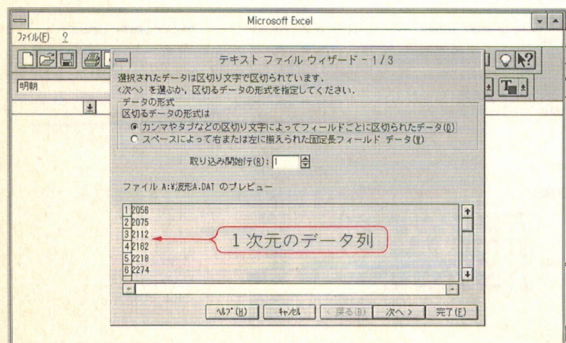 Microsoft Excel
ファイル(F) ?
明朝
テキスト ファイル ウィザード - 1/3
選択されたデータは区切り文字で区切られています.
<次へ> を選ぶか, 区切るデータの形式を指定してください.
データの形式
区切るデータの形式は
カンマやタブなどの区切り文字によってフィールドごとに区切られたデータ(D)
スペースによって右または左に揃えられた固定長フィールド データ(W)
取り込み開始行(R): 1
ファイル A:¥波形A.DAT のプレビュー
1 2058
2 2075
3 2112
4 2162
5 2218
6 2274
1次元のデータ列
ヘルプ(H) キャンセル < 戻る(B) 次へ > 完了(F)